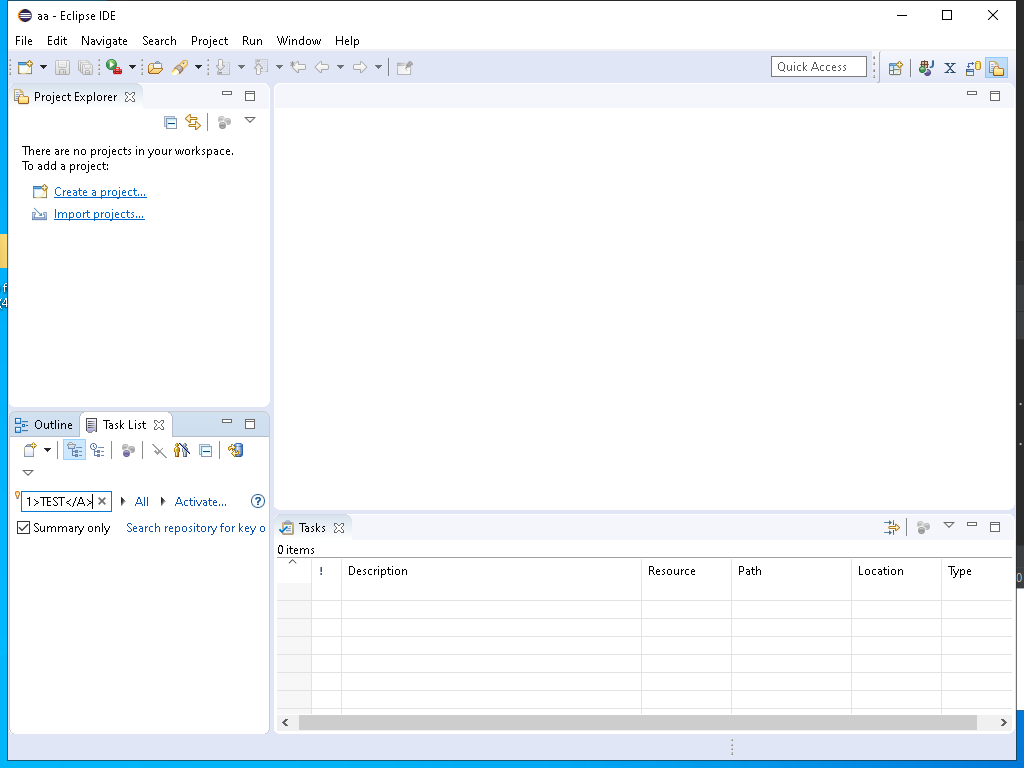 aa - Eclipse IDE
File Edit Navigate Search Project Run Window Help
Quick Access
Project Explorer
There are no projects in your workspace.
To add a project:
Create a project...
Import projects...
Outline Task List
1>TEST</A> All Activate...
Summary only Search repository for key o
Tasks
0 items
! Description Resource Path Location Type